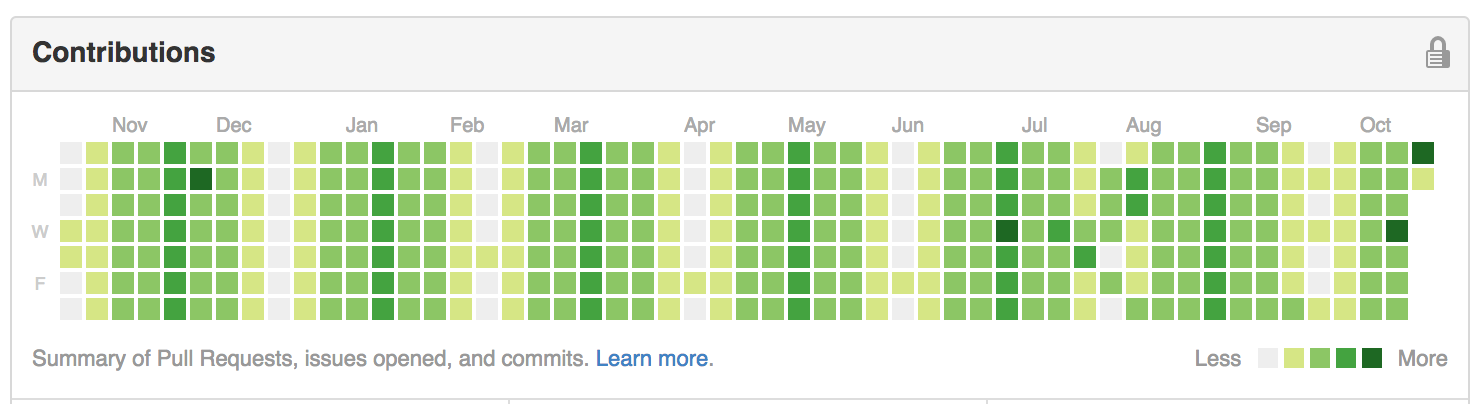 Contributions
Nov Dec Jan Feb Mar Apr May Jun Jul Aug Sep Oct
M
W
F
Summary of Pull Requests, issues opened, and commits. Learn more.
Less More